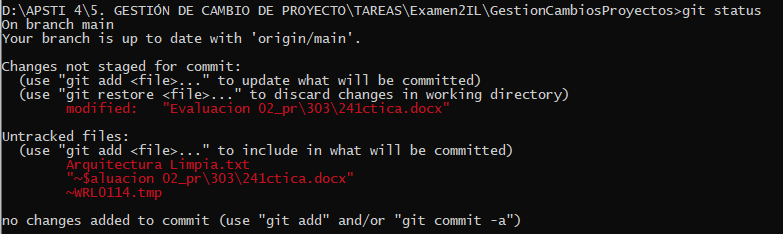 D:\APSTI 4\5. GESTIÓN DE CAMBIO DE PROYECTO\TAREAS\Examen2IL\GestionCambiosProyectos>git status
On branch main
Your branch is up to date with 'origin/main'.
Changes not staged for commit:
(use "git add <file>..." to update what will be committed)
(use "git restore <file>..." to discard changes in working directory)
modified: "Evaluacion 02_pr\303\241ctica.docx"
Untracked files:
(use "git add <file>..." to include in what will be committed)
Arquitectura Limpia.txt
"~$aluacion 02_pr\303\241ctica.docx"
~WRL0114.tmp
no changes added to commit (use "git add" and/or "git commit -a")